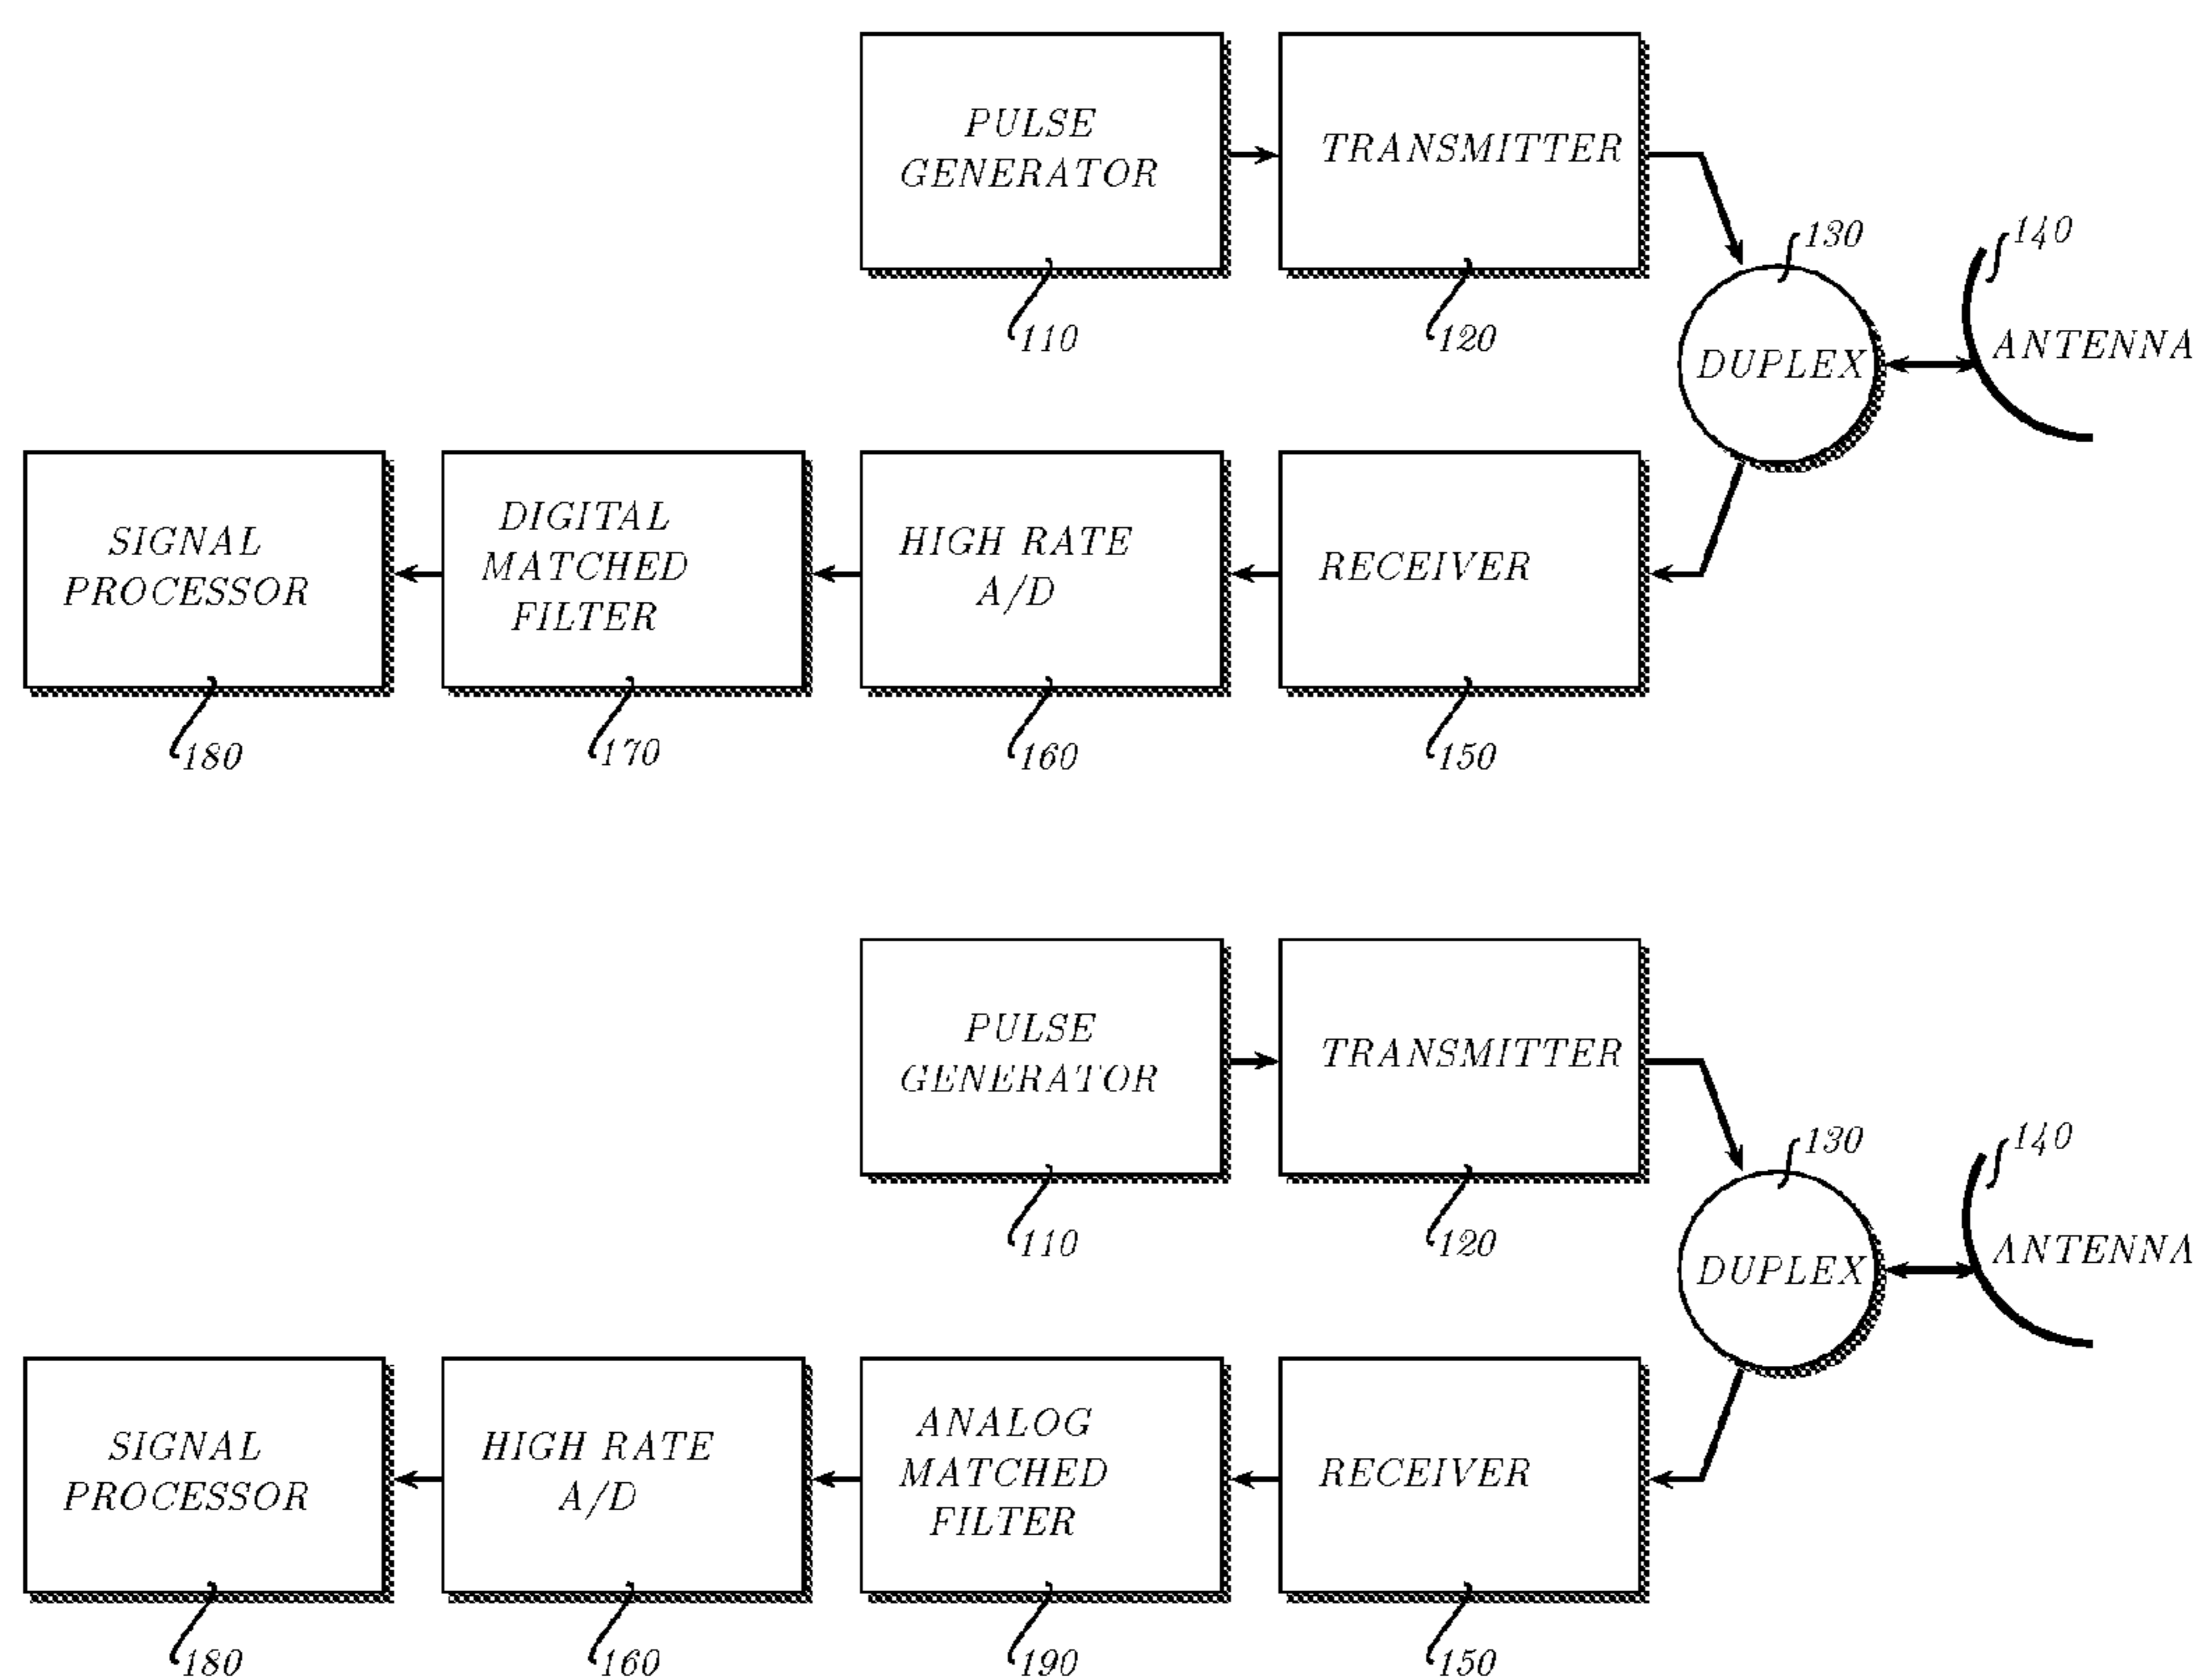 PULSE
GENERATOR
TRANSMITTER
130
140
110
120
DUPLEX
ANTENNA
SIGNAL
PROCESSOR
DIGITAL
MATCHED
FILTER
HIGH RATE
A/D
RECEIVER
180
170
160
150
PULSE
GENERATOR
TRANSMITTER
130
140
110
120
DUPLEX
ANTENNA
SIGNAL
PROCESSOR
HIGH RATE
A/D
ANALOG
MATCHED
FILTER
RECEIVER
180
160
190
150